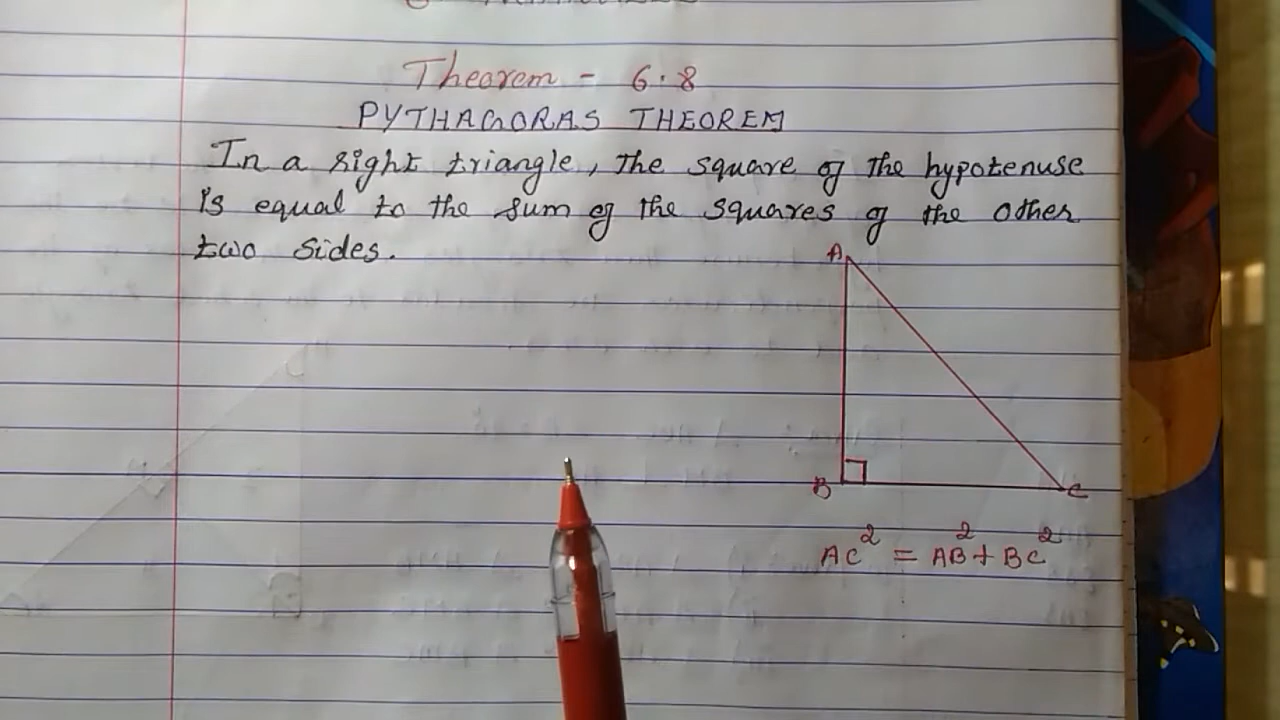 Theorem - 6.8
PYTHAGORAS THEOREM
In a right triangle, the square of the hypotenuse
is equal to the sum of the squares of the other
two sides.
A
B
C
AC² = AB² + BC²